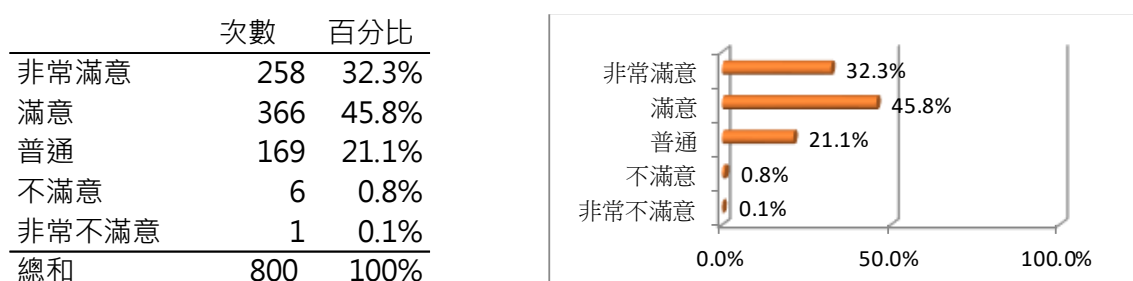 次數 百分比
非常滿意 258 32.3%
滿意 366 45.8%
普通 169 21.1%
不滿意 6 0.8%
非常不滿意 1 0.1%
總和 800 100%
非常滿意 32.3%
滿意 45.8%
普通 21.1%
不滿意 0.8%
非常不滿意 0.1%
0.0% 50.0% 100.0%